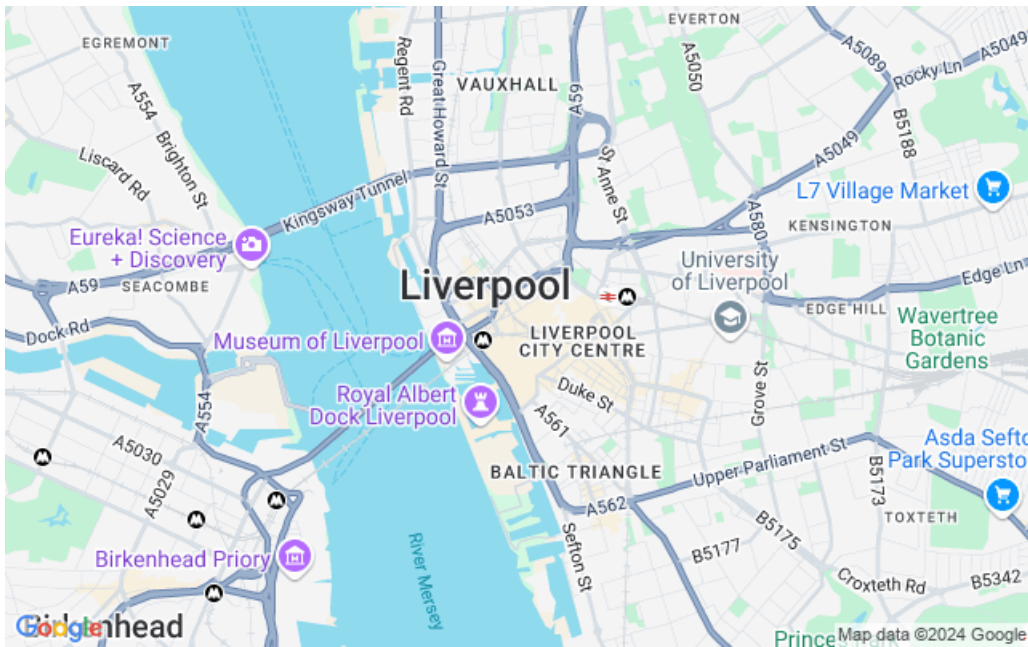 EVERTON
EGREMONT
A554
Brighton St
Liscard Rd
Regent Rd
Great Howard St
VAUXHALL
A59
A5050
A5089
Rocky Ln
A5049
A5049
B5188
St Anne St
Kingsway Tunnel
A5053
L7 Village Market
A580
KENSINGTON
Eureka! Science
+ Discovery
A59
SEACOMBE
Liverpool
University
of Liverpool
Edge Ln
EDGE HILL
Dock Rd
Museum of Liverpool
LIVERPOOL
CITY CENTRE
Wavertree
Botanic
Gardens
Royal Albert
Dock Liverpool
Duke St
Grove St
A554
A561
A5030
A5029
BALTIC TRIANGLE
Upper Parliament St
Asda Sefto
Park Supersto
B5173
A562
TOXTETH
Sefton St
B5175
B5177
Birkenhead Priory
River Mersey
Croxteth Rd
B5342
Google
Birkenhead
Princes Park
Map data ©2024 Google